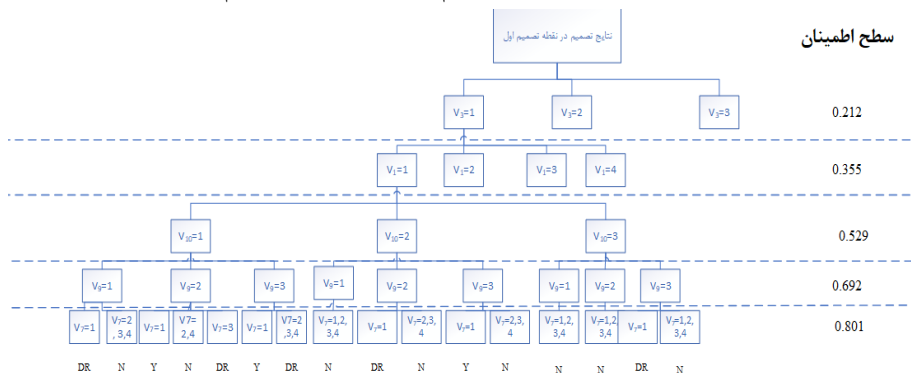 نتایج تصمیم در نقطه تصمیم اول
سطح اطمینان
V3=1 V3=2 V3=3 0.212
V1=1 V1=2 V1=3 V1=4 0.355
V10=1 V10=2 V10=3 0.529
V9=1 V9=2 V9=3 V9=1 V9=2 V9=3 V9=1 V9=2 V9=3 0.692
V7=1 V7=2,3,4 V7=1 V7=2,4 V7=3 V7=1 V7=2,3,4 V7=1,2,3,4 V7=1 V7=2,3,4 V7=1 V7=2,3,4 V7=1,2,3,4 V7=1,2,3,4 V7=1 V7=1,2,3,4 0.801
DR N Y N DR Y DR N DR N Y N N N DR N